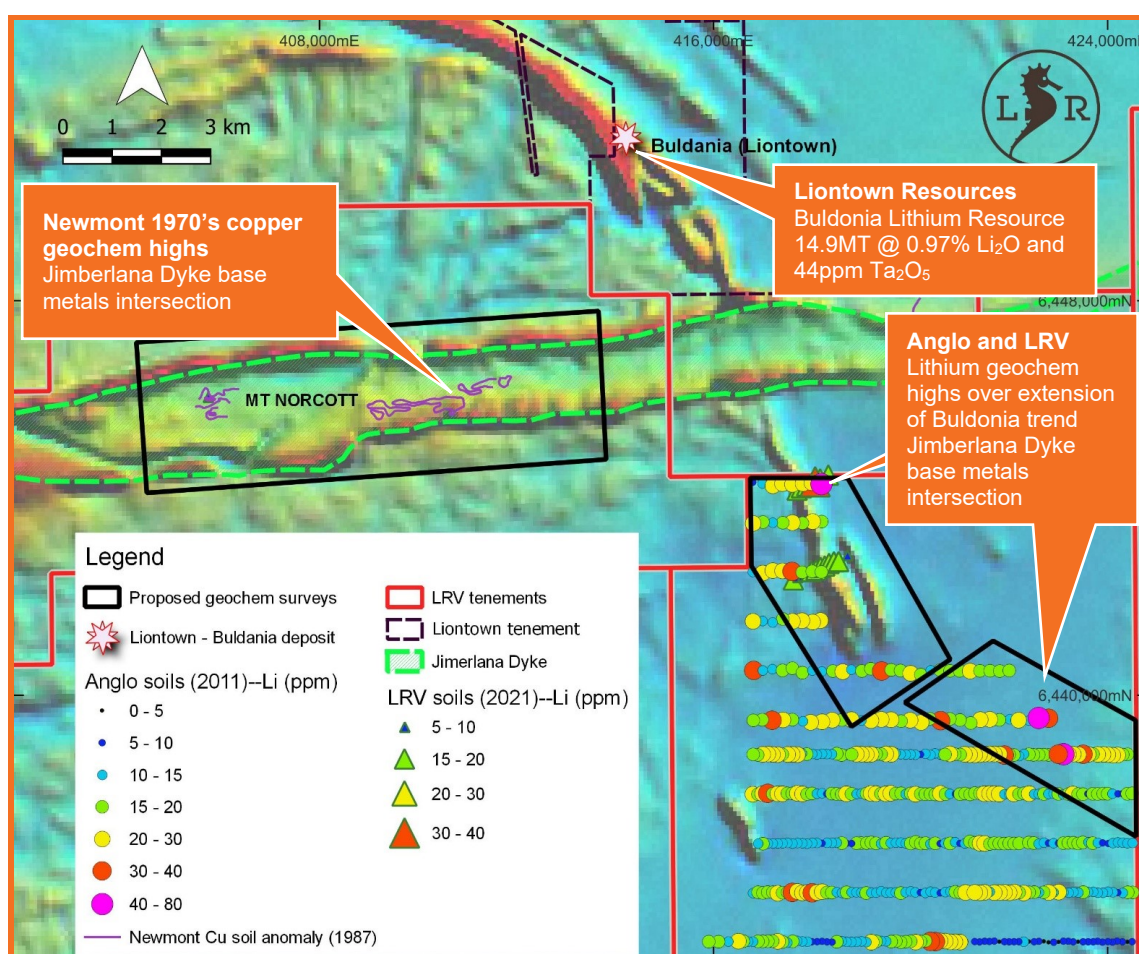 408,000mE
416,000mE
424,000m
0 1 2 3 km
L R
Buldania (Liontown)
Liontown Resources
Buldonia Lithium Resource
14.9MT @ 0.97% Li₂O and
44ppm Ta₂O₅
Newmont 1970’s copper
geochem highs
Jimberlana Dyke base
metals intersection
6,448,000mN
Anglo and LRV
Lithium geochem
highs over extension
of Buldonia trend
Jimberlana Dyke
base metals
intersection
MT NORCOTT
6,440,000mN
Legend
Proposed geochem surveys
Liontown - Buldania deposit
Anglo soils (2011)--Li (ppm)
0 - 5
5 - 10
10 - 15
15 - 20
20 - 30
30 - 40
40 - 80
Newmont Cu soil anomaly (1987)
LRV tenements
Liontown tenement
Jimerlana Dyke
LRV soils (2021)--Li (ppm)
5 - 10
15 - 20
20 - 30
30 - 40